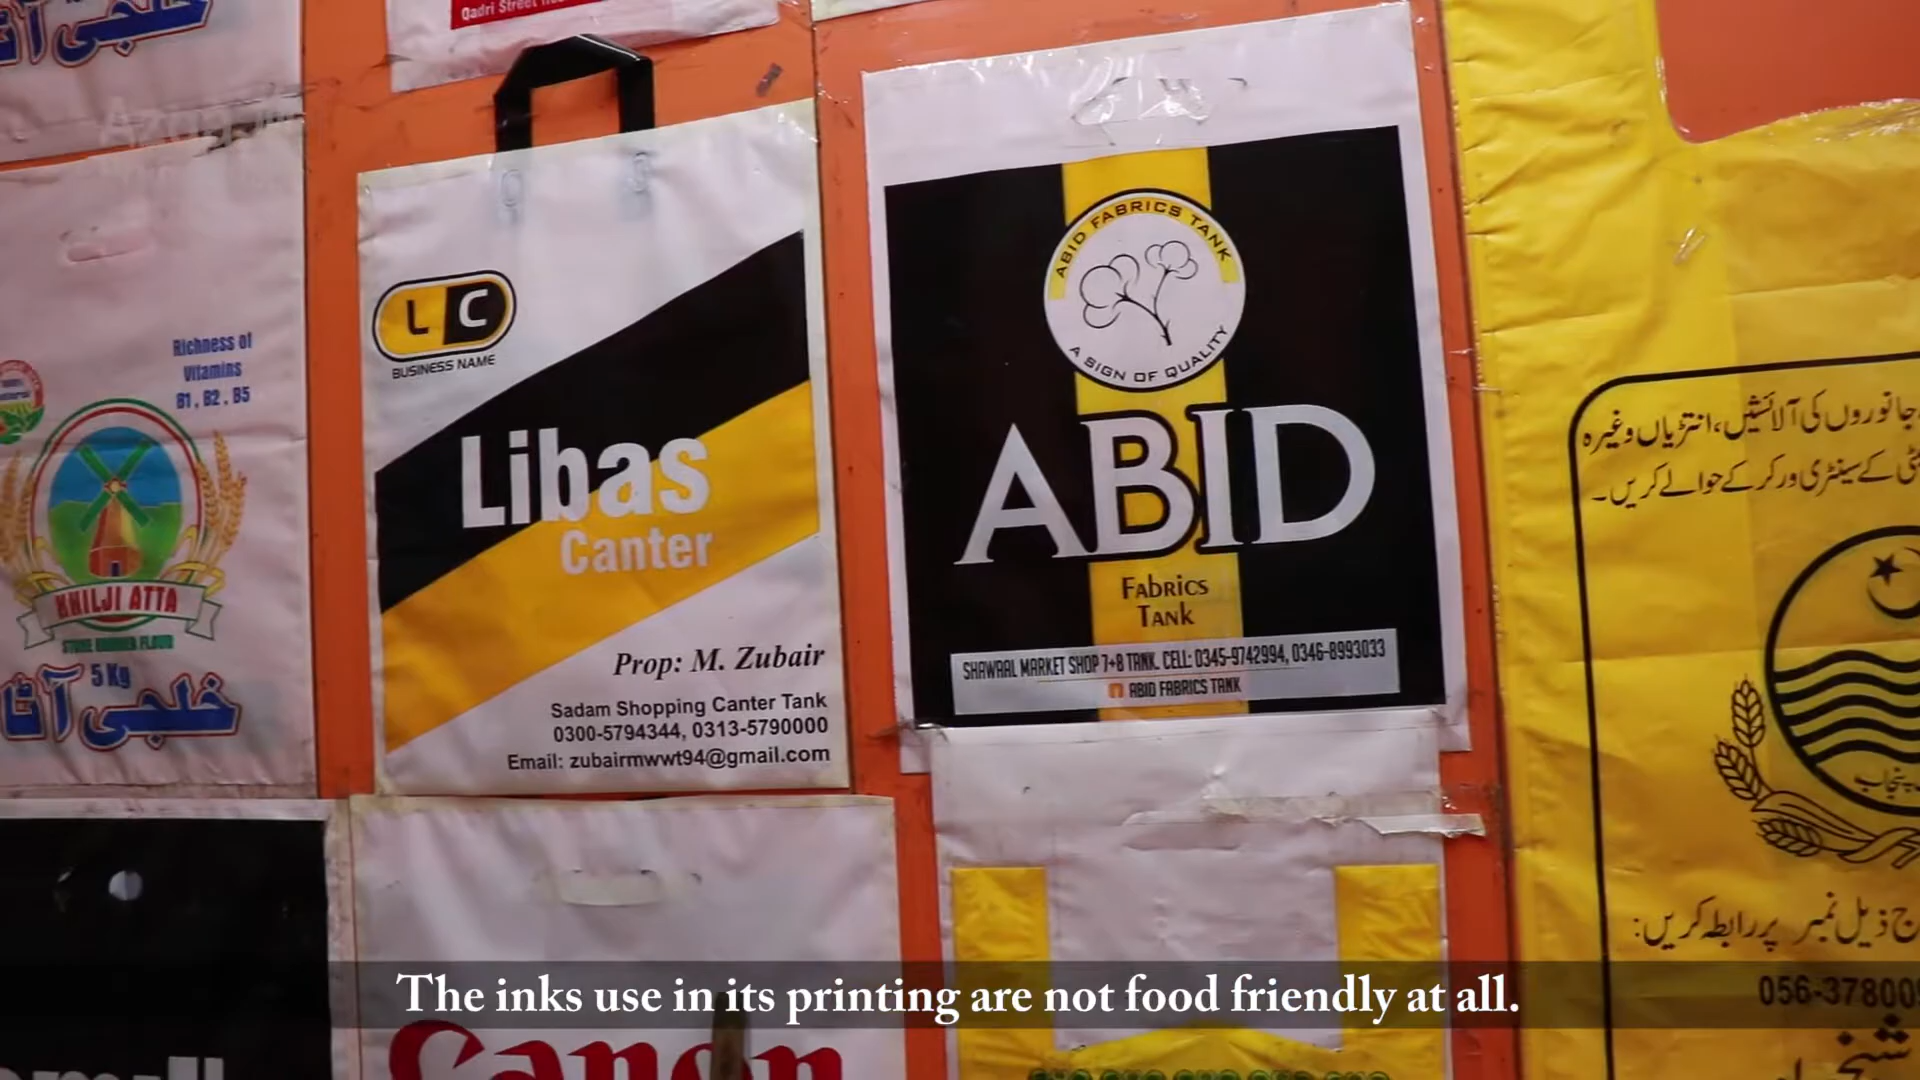 Qadri Street
خلجی آٹا
Richness of
Vitamins
B1, B2, B5
KHILJI ATTA
5 Kg
خلجی آٹا
L C
BUSINESS NAME
Libas
Canter
Prop: M. Zubair
Sadam Shopping Canter Tank
0300-5794344, 0313-5790000
Email: zubairmwwt94@gmail.com
ABID FABRICS TANK
A SIGN OF QUALITY
ABID
Fabrics
Tank
SHAWAAL MARKET SHOP 7+8 TANK. CELL: 0345-9742994, 0346-8993033
ABID FABRICS TANK
جانوروں کی آلائشیں، انتڑیاں وغیرہ
کے سینٹری ورکر کے حوالے کریں۔
پنجاب
ذیل نمبر پر رابطہ کریں:
056-37800
Canon
The inks use in its printing are not food friendly at all.